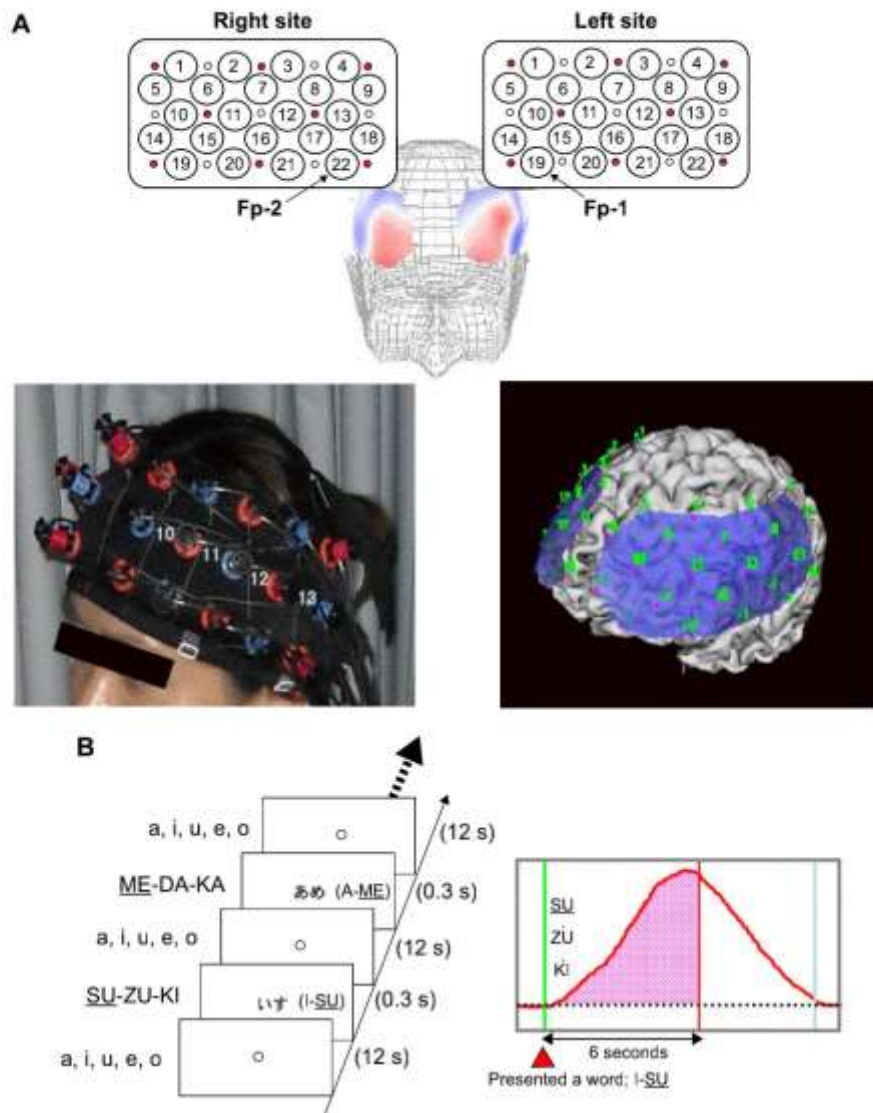 A
Right site
Left site
1 2 3 4
5 6 7 8 9
10 11 12 13
14 15 16 17 18
19 20 21 22
1 2 3 4
5 6 7 8 9
10 11 12 13
14 15 16 17 18
19 20 21 22
Fp-2
Fp-1
10
11
12
13
B
a, i, u, e, o
(12 s)
ME-DA-KA
あめ (A-ME)
(0.3 s)
a, i, u, e, o
(12 s)
SU-ZU-KI
いす (I-SU)
(0.3 s)
a, i, u, e, o
(12 s)
SU
ZU
KI
6 seconds
Presented a word; I-SU